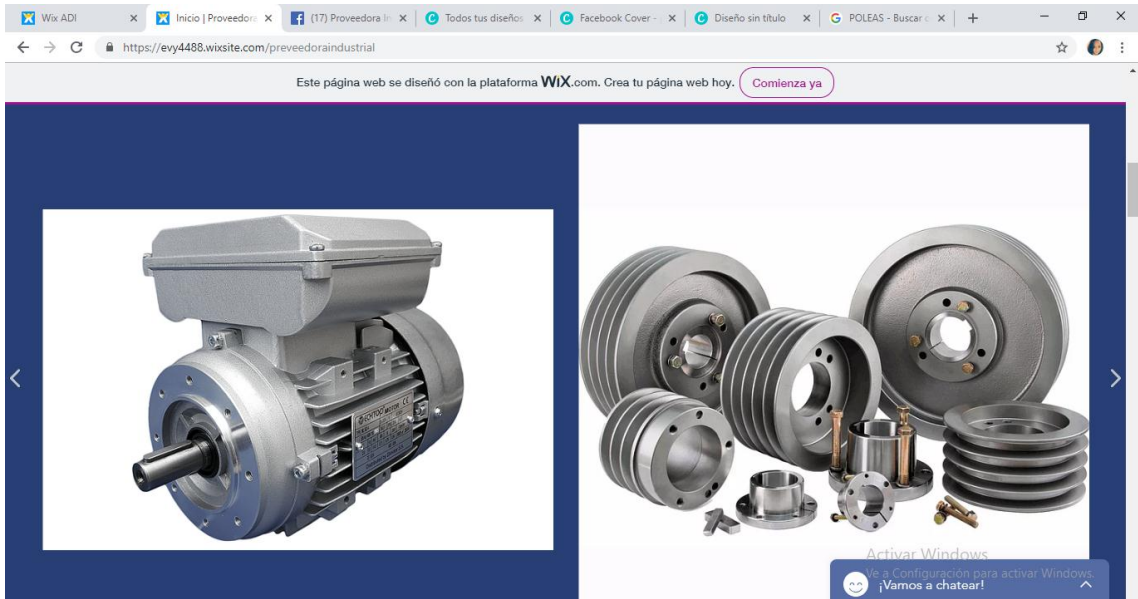 Wix ADI
Inicio | Proveedora
(17) Proveedora In
Todos tus diseños
Facebook Cover -
Diseño sin título
POLEAS - Buscar c
https://evy4488.wixsite.com/preveedoraindustrial
Este página web se diseñó con la plataforma WiX.com. Crea tu página web hoy. Comienza ya
MOTOR CE
Activar Windows
Ve a Configuración para activar Windows.
¡Vamos a chatear!